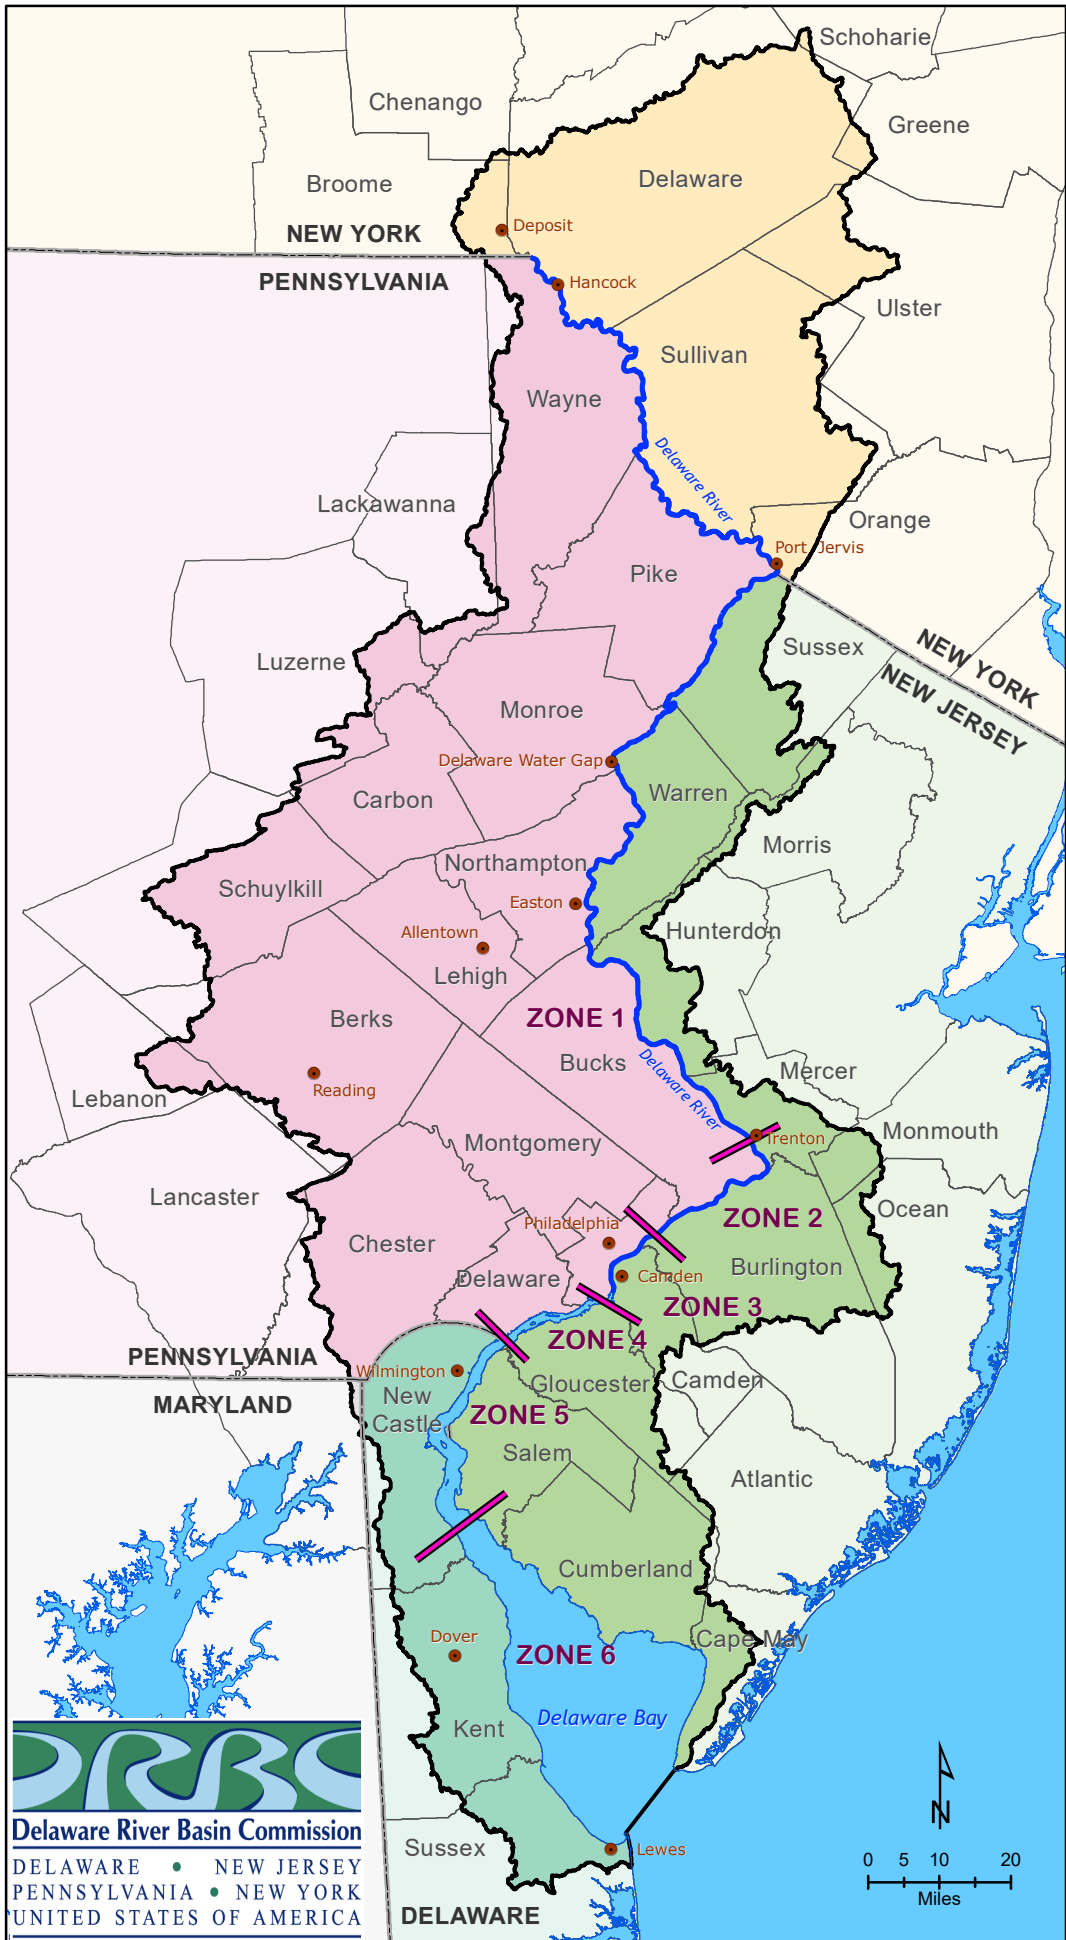 Schoharie
Chenango
Greene
Broome
Delaware
Deposit
NEW YORK
PENNSYLVANIA
Hancock
Ulster
Sullivan
Wayne
Delaware River
Lackawanna
Orange
Port Jervis
Pike
Sussex
NEW YORK
NEW JERSEY
Luzerne
Monroe
Delaware Water Gap
Carbon
Warren
Morris
Northampton
Schuylkill
Easton
Allentown
Hunterdon
Lehigh
ZONE 1
Berks
Bucks
Delaware River
Mercer
Reading
Lebanon
Trenton
Monmouth
Montgomery
Lancaster
Ocean
ZONE 2
Philadelphia
Chester
Burlington
Delaware
Camden
ZONE 3
ZONE 4
PENNSYLVANIA
Wilmington
Gloucester
Camden
New
Castle
MARYLAND
ZONE 5
Salem
Atlantic
Cumberland
Dover
Cape May
ZONE 6
Delaware Bay
Kent
N
Sussex
Lewes
DELAWARE
0 5 10 20
Miles
DRBC
Delaware River Basin Commission
DELAWARE • NEW JERSEY
PENNSYLVANIA • NEW YORK
UNITED STATES OF AMERICA